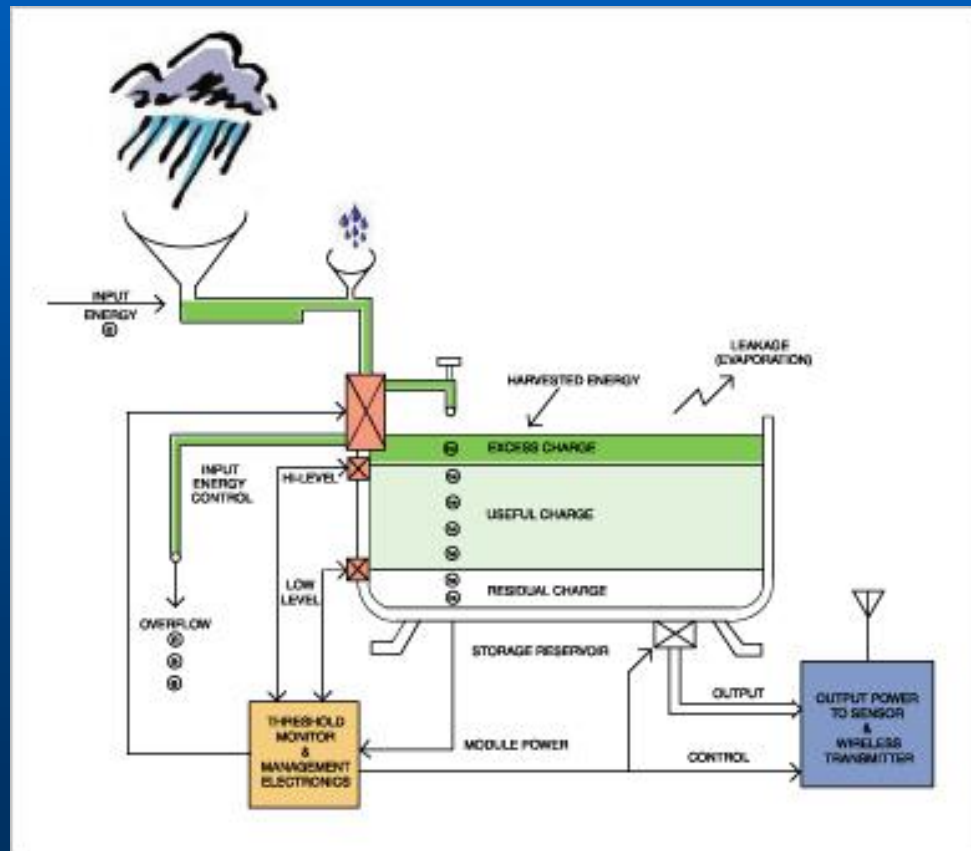 INPUT
ENERGY
LEAKAGE
(EVAPORATION)
HARVESTED ENERGY
EXCESS CHARGE
INPUT
ENERGY
CONTROL
HI-LEVEL
USEFUL CHARGE
LOW
LEVEL
RESIDUAL CHARGE
OVERFLOW
STORAGE RESERVOIR
OUTPUT
OUTPUT POWER
TO SENSOR
&
WIRELESS
TRANSMITTER
THRESHOLD
MONITOR
&
MANAGEMENT
ELECTRONICS
MODULE POWER
CONTROL